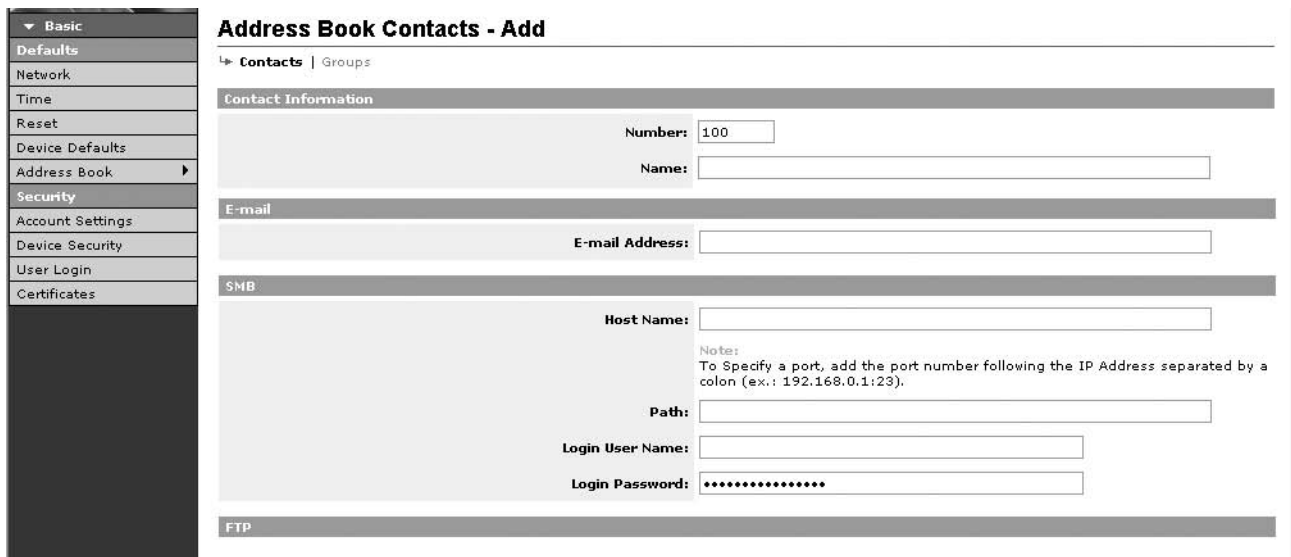 Basic
Defaults
Network
Time
Reset
Device Defaults
Address Book
Security
Account Settings
Device Security
User Login
Certificates
Address Book Contacts - Add
Contacts | Groups
Contact Information
Number: 100
Name:
E-mail
E-mail Address:
SMB
Host Name:
Note:
To Specify a port, add the port number following the IP Address separated by a
colon (ex.: 192.168.0.1:23).
Path:
Login User Name:
Login Password: ••••••••••••••••
FTP